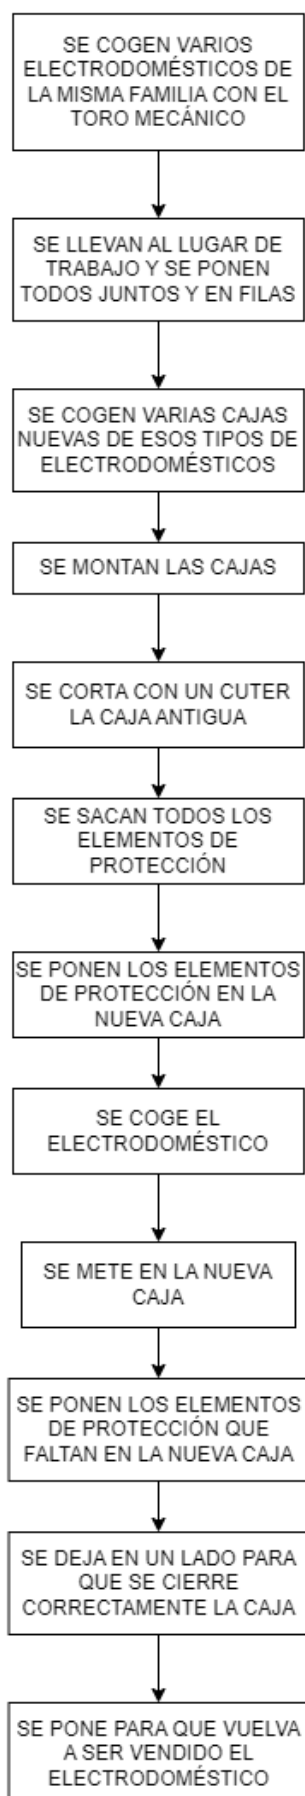 SE COGEN VARIOS
ELECTRODOMÉSTICOS DE
LA MISMA FAMILIA CON EL
TORO MECÁNICO
SE LLEVAN AL LUGAR DE
TRABAJO Y SE PONEN
TODOS JUNTOS Y EN FILAS
SE COGEN VARIAS CAJAS
NUEVAS DE ESOS TIPOS DE
ELECTRODOMÉSTICOS
SE MONTAN LAS CAJAS
SE CORTA CON UN CUTER
LA CAJA ANTIGUA
SE SACAN TODOS LOS
ELEMENTOS DE
PROTECCIÓN
SE PONEN LOS ELEMENTOS
DE PROTECCIÓN EN LA
NUEVA CAJA
SE COGE EL
ELECTRODOMÉSTICO
SE METE EN LA NUEVA
CAJA
SE PONEN LOS ELEMENTOS
DE PROTECCIÓN QUE
FALTAN EN LA NUEVA CAJA
SE DEJA EN UN LADO PARA
QUE SE CIERRE
CORRECTAMENTE LA CAJA
SE PONE PARA QUE VUELVA
A SER VENDIDO EL
ELECTRODOMÉSTICO